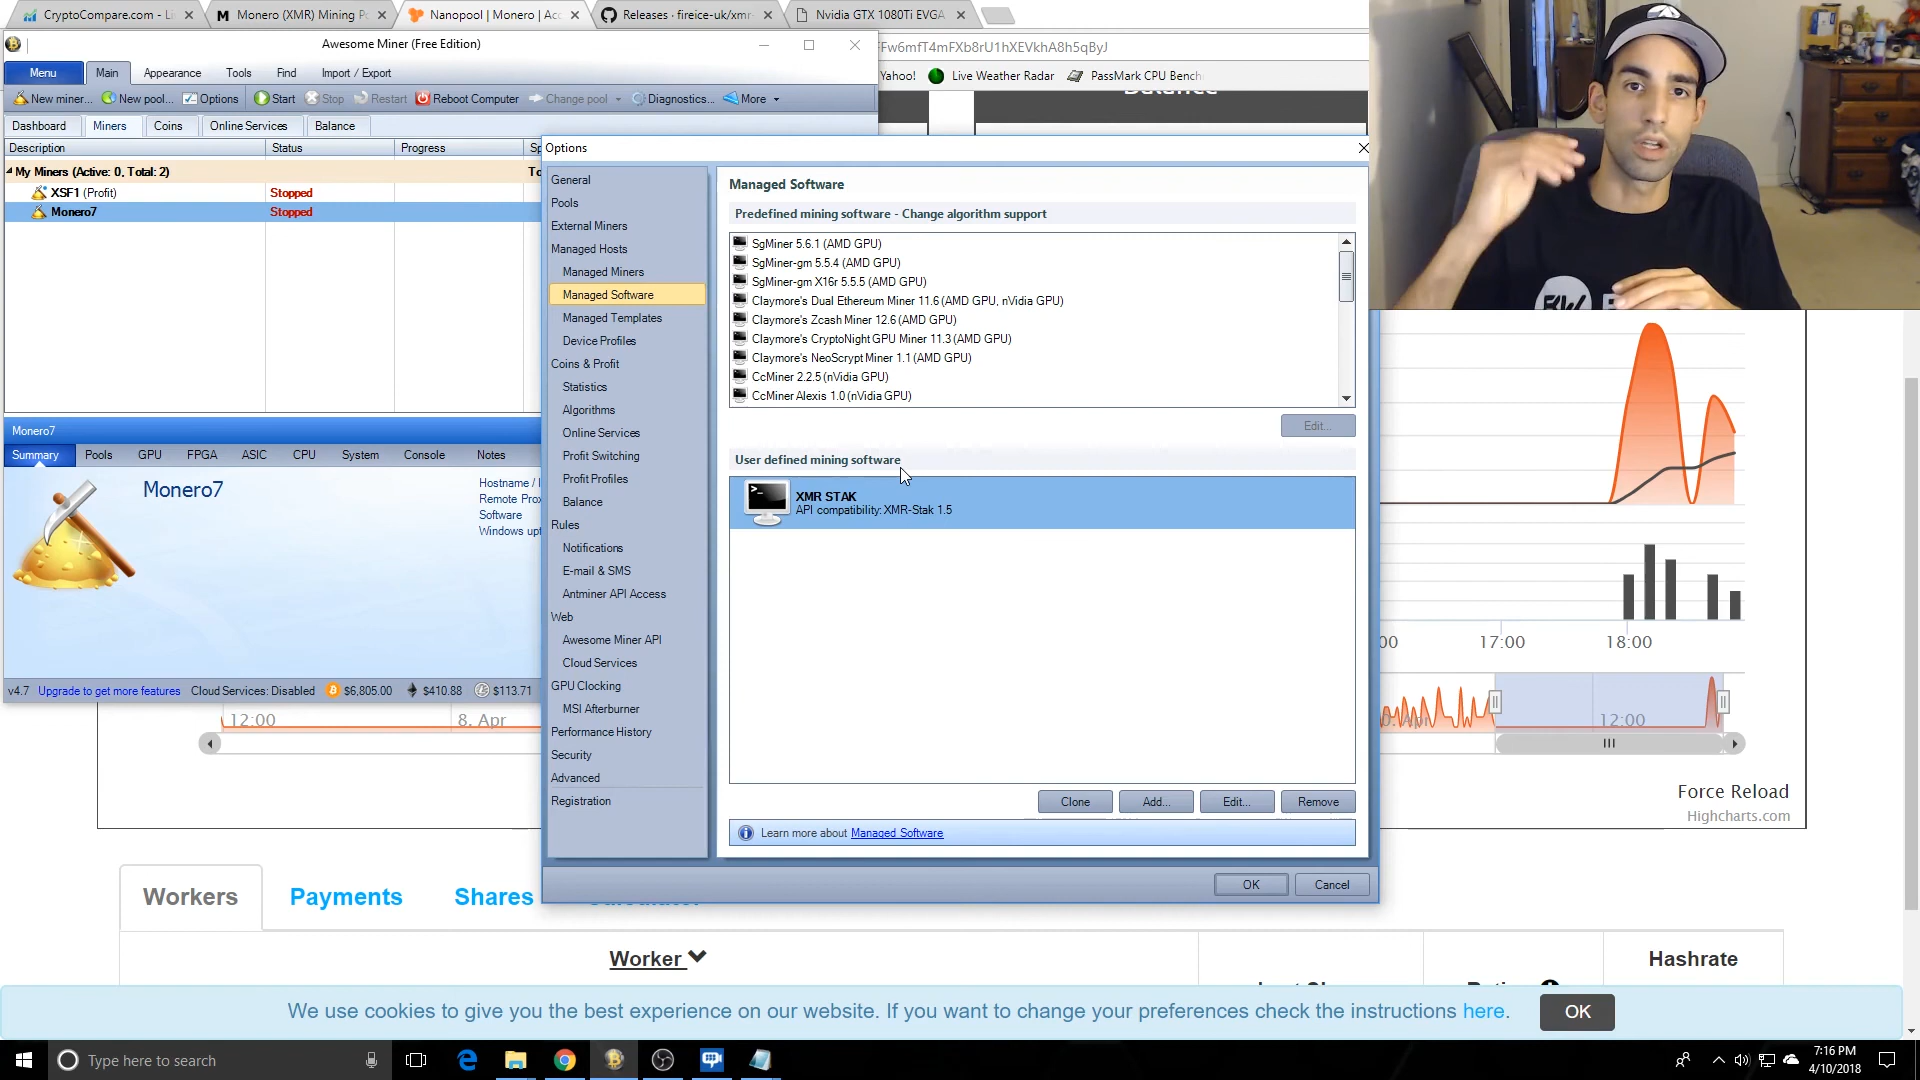 CryptoCompare.com - Li
Monero (XMR) Mining P
Nanopool | Monero | Acc
Releases · fireice-uk/xmr-
Nvidia GTX 1080Ti EVGA
Awesome Miner (Free Edition)
Fw6mfT4mFXb8rU1hXEVkhA8h5qByJ
Menu
Main
Appearance
Tools
Find
Import / Export
Yahoo!
Live Weather Radar
PassMark CPU Bench
New miner...
New pool...
Options
Start
Stop
Restart
Reboot Computer
Change pool
Diagnostics...
More
Balance
Dashboard
Miners
Coins
Online Services
Balance
Description
Status
Progress
Sp
My Miners (Active: 0, Total: 2)
To
XSF1 (Profit)
Stopped
Monero7
Stopped
Options
General
Pools
External Miners
Managed Hosts
Managed Miners
Managed Software
Managed Templates
Device Profiles
Coins & Profit
Statistics
Algorithms
Online Services
Profit Switching
Profit Profiles
Balance
Rules
Notifications
E-mail & SMS
Antminer API Access
Web
Awesome Miner API
Cloud Services
GPU Clocking
MSI Afterburner
Performance History
Security
Advanced
Registration
Managed Software
Predefined mining software - Change algorithm support
SgMiner 5.6.1 (AMD GPU)
SgMiner-gm 5.5.4 (AMD GPU)
SgMiner-gm X16r 5.5.5 (AMD GPU)
Claymore's Dual Ethereum Miner 11.6 (AMD GPU, nVidia GPU)
Claymore's Zcash Miner 12.6 (AMD GPU)
Claymore's CryptoNight GPU Miner 11.3 (AMD GPU)
Claymore's NeoScrypt Miner 1.1 (AMD GPU)
CcMiner 2.2.5 (nVidia GPU)
CcMiner Alexis 1.0 (nVidia GPU)
Edit...
User defined mining software
XMR STAK
API compatibility: XMR-Stak 1.5
Clone
Add...
Edit...
Remove
Learn more about Managed Software
OK
Cancel
Monero7
Summary
Pools
GPU
FPGA
ASIC
CPU
System
Console
Notes
Monero7
Hostname / I
Remote Prox
Software
Windows upt
v4.7
Upgrade to get more features
Cloud Services: Disabled
$6,805.00
$410.88
$113.71
12:00
8. Apr
00
17:00
18:00
12:00
Force Reload
Highcharts.com
Workers
Payments
Shares
Worker
Hashrate
We use cookies to give you the best experience on our website. If you want to change your preferences check the instructions here.
OK
Type here to search
7:16 PM
4/10/2018